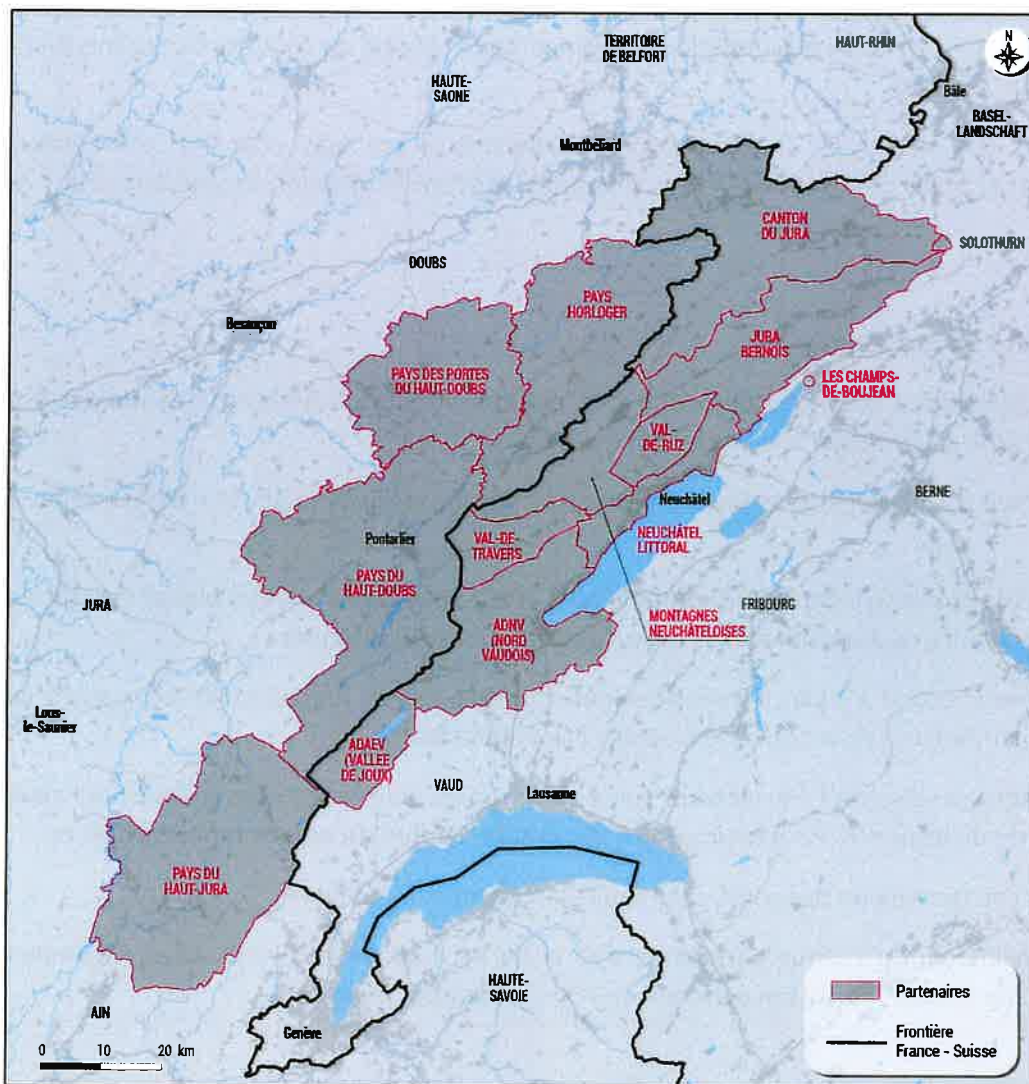 N
TERRITOIRE
DE BELFORT
HAUT-RHIN
HAUTE-
SAONE
Bâle
BASEL-
LANDSCHAFT
Montbéliard
CANTON
DU JURA
SOLOTHURN
DOUBS
PAYS
HORLOGER
Besançon
JURA
BERNOIS
PAYS DES PORTES
DU HAUT-DOUBS
LES CHAMPS-
DE-BOUJEAN
VAL-
DE-RUZ
BERNE
Neuchâtel
Pontarlier
VAL-DE-
TRAVERS
NEUCHÂTEL
LITTORAL
PAYS DU
HAUT-DOUBS
JURA
FRIBOURG
MONTAGNES
NEUCHÂTELOISES
ADNV
(NORD
VAUDOIS)
Lons-
le-Saunier
ADAEV
(VALLEE
DE JOUX)
VAUD
Lausanne
PAYS DU
HAUT-JURA
HAUTE-
SAVOIE
Partenaires
AIN
Genève
Frontière
France - Suisse
0 10 20 km